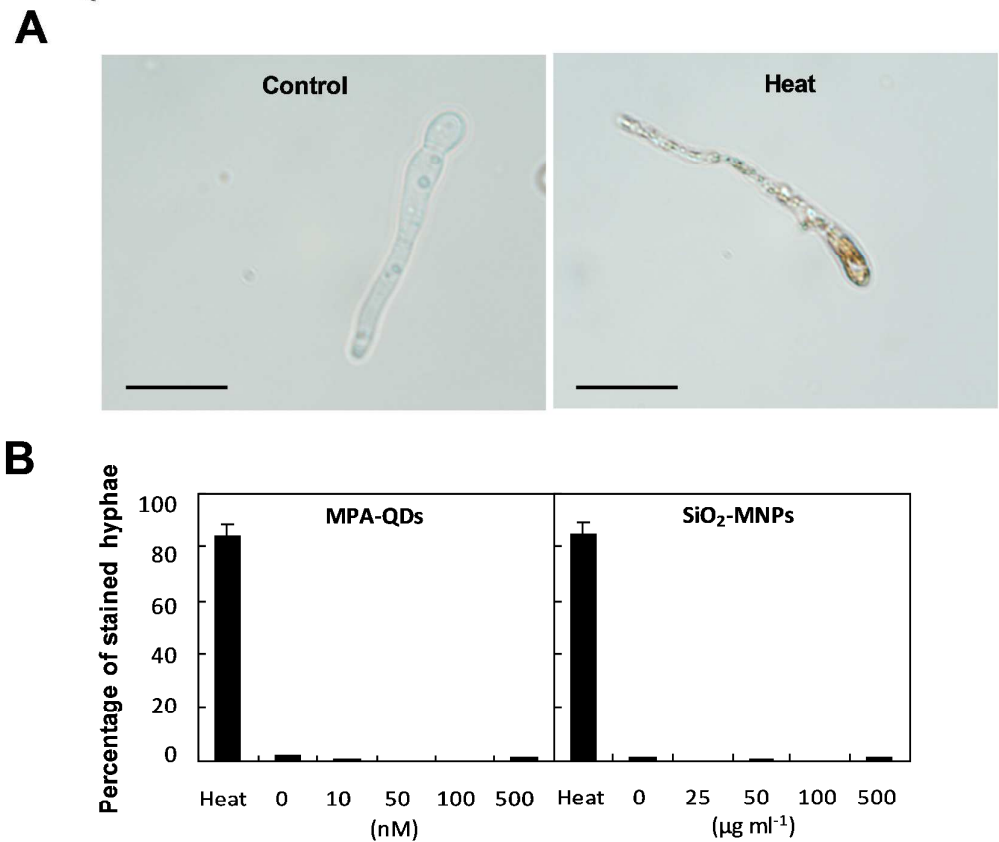 A
Control
Heat
B
Percentage of stained hyphae
100
80
60
40
20
0
MPA-QDs
SiO₂-MNPs
Heat 0 10 50 100 500 Heat 0 25 50 100 500
(nM) (µg ml⁻¹)